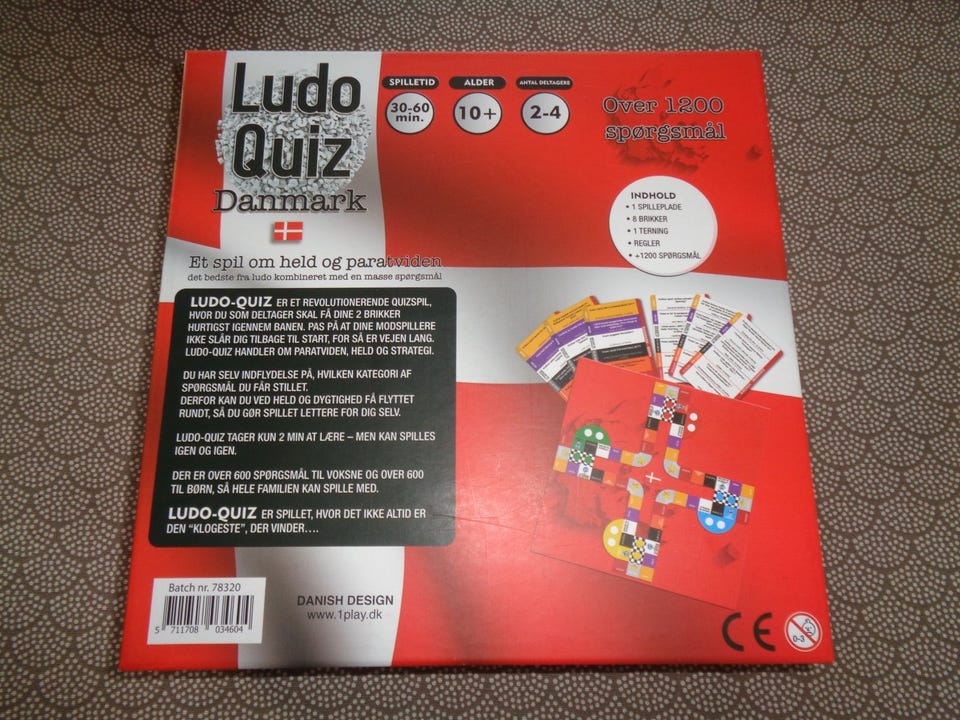 Ludo
Quiz
Danmark
SPILLETID
30-60
min.
ALDER
10+
ANTAL DELTAGERE
2-4
Over 1200
spørgsmål
INDHOLD
• 1 SPILLEPLADE
• 8 BRIKKER
• 1 TERNING
• REGLER
• +1200 SPØRGSMÅL
Et spil om held og paratviden
det bedste fra ludo kombineret med en masse spørgsmål
LUDO-QUIZ ER ET REVOLUTIONERENDE QUIZSPIL,
HVOR DU SOM DELTAGER SKAL FÅ DINE 2 BRIKKER
HURTIGST IGENNEM BANEN. PAS PÅ AT DINE MODSPILLERE
IKKE SLÅR DIG TILBAGE TIL START, FOR SÅ ER VEJEN LANG.
LUDO-QUIZ HANDLER OM PARATVIDEN, HELD OG STRATEGI.
DU HAR SELV INDFLYDELSE PÅ, HVILKEN KATEGORI AF
SPØRGSMÅL DU FÅR STILLET.
DERFOR KAN DU VED HELD OG DYGTIGHED FÅ FLYTTET
RUNDT, SÅ DU GØR SPILLET LETTERE FOR DIG SELV.
LUDO-QUIZ TAGER KUN 2 MIN AT LÆRE – MEN KAN SPILLES
IGEN OG IGEN.
DER ER OVER 600 SPØRGSMÅL TIL VOKSNE OG OVER 600
TIL BØRN, SÅ HELE FAMILIEN KAN SPILLE MED.
LUDO-QUIZ ER SPILLET, HVOR DET IKKE ALTID ER
DEN "KLOGESTE", DER VINDER....
Batch nr. 78320
5 711708 034604
DANISH DESIGN
www.1play.dk
CE
0-3